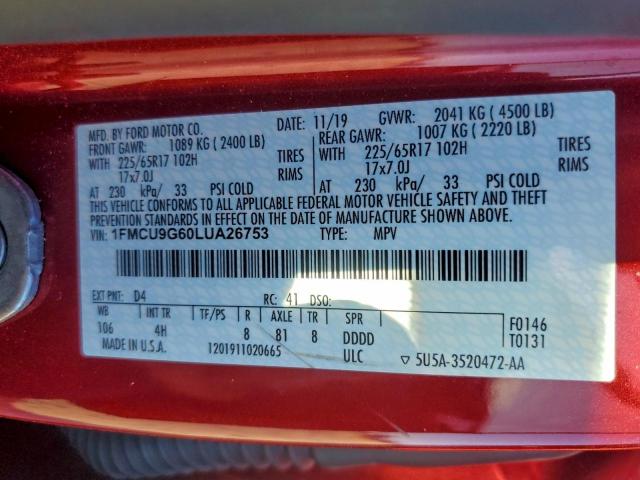 MFD. BY FORD MOTOR CO. DATE: 11/19 GVWR: 2041 KG ( 4500 LB)
FRONT GAWR: 1089 KG ( 2400 LB) REAR GAWR: 1007 KG ( 2220 LB)
WITH 225/65R17 102H TIRES WITH 225/65R17 102H TIRES
17x7.0J RIMS 17x7.0J RIMS
AT 230 kPa/ 33 PSI COLD AT 230 kPa/ 33 PSI COLD
THIS VEHICLE CONFORMS TO ALL APPLICABLE FEDERAL MOTOR VEHICLE SAFETY AND THEFT
PREVENTION STANDARDS IN EFFECT ON THE DATE OF MANUFACTURE SHOWN ABOVE.
VIN: 1FMCU9G60LUA26753 TYPE: MPV
EXT PNT: D4 RC: 41 DSO:
WB INT TR TF/PS R AXLE TR SPR F0146
106 4H 8 81 8 DDDD T0131
MADE IN U.S.A. 1201911020665 ULC ▽ 5U5A-3520472-AA